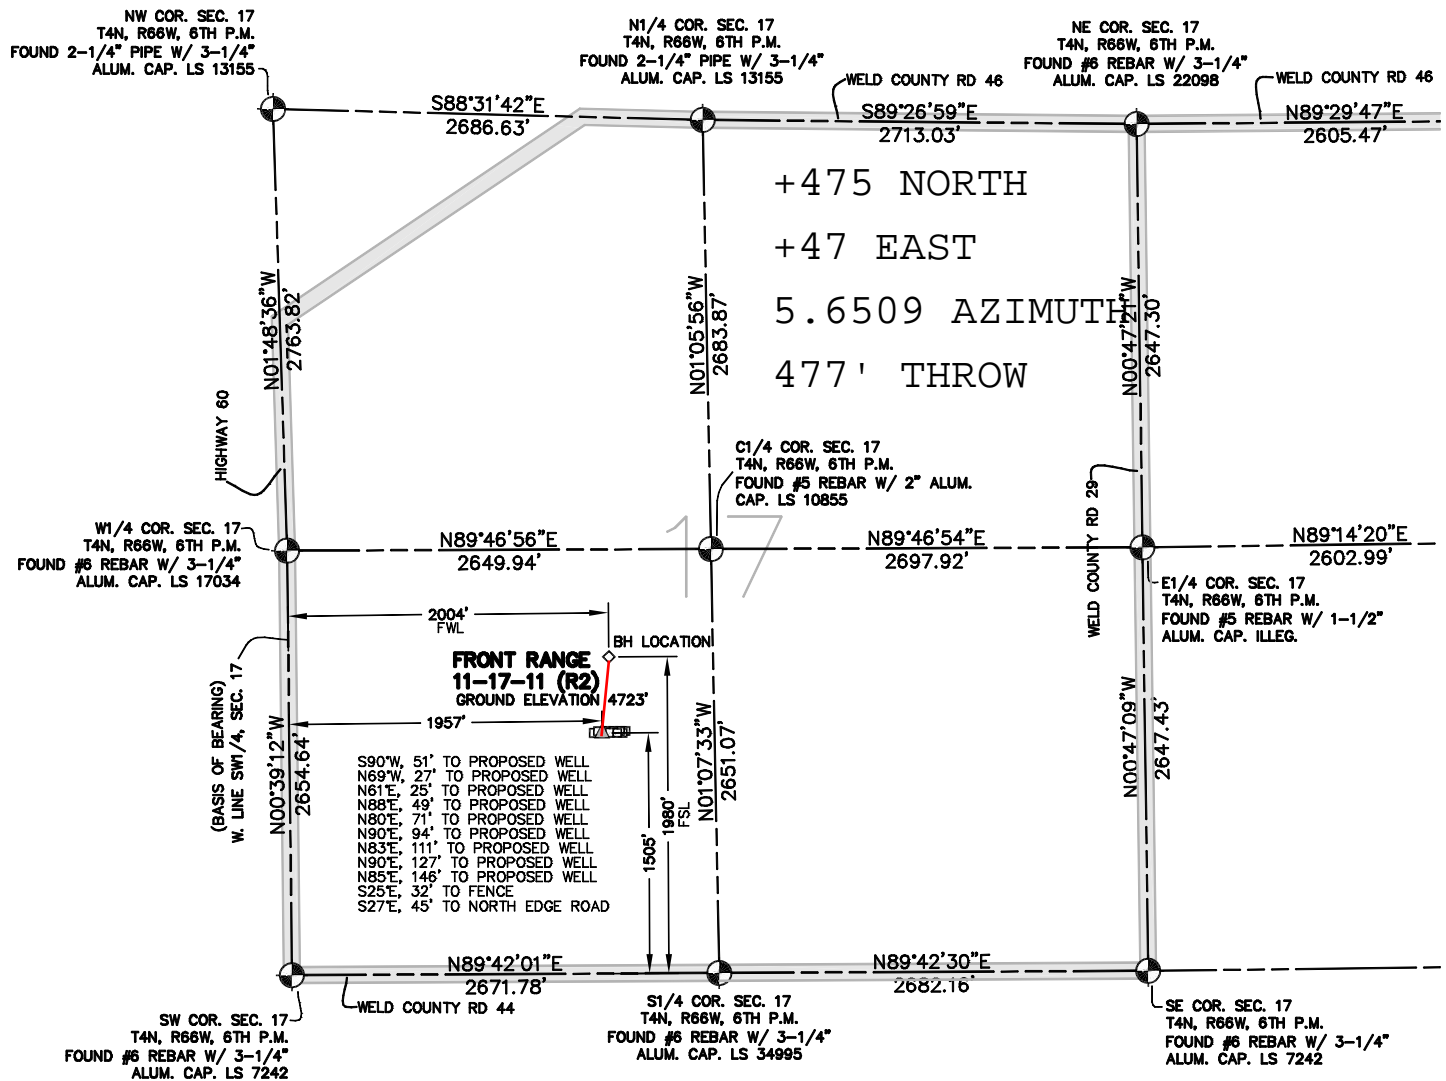 NW COR. SEC. 17
T4N, R66W, 6TH P.M.
FOUND 2-1/4" PIPE W/ 3-1/4"
ALUM. CAP. LS 13155
N1/4 COR. SEC. 17
T4N, R66W, 6TH P.M.
FOUND 2-1/4" PIPE W/ 3-1/4"
ALUM. CAP. LS 13155
NE COR. SEC. 17
T4N, R66W, 6TH P.M.
FOUND #6 REBAR W/ 3-1/4"
ALUM. CAP. LS 22098
WELD COUNTY RD 46
WELD COUNTY RD 46
S88°31'42"E
2686.63'
S89°26'59"E
2713.03'
N89°29'47"E
2605.47'
+475 NORTH
+47 EAST
5.6509 AZIMUTH
477' THROW
N01°48'36"W
2763.82'
N01°05'56"W
2683.87'
N00°47'21"W
2647.30'
HIGHWAY 60
C1/4 COR. SEC. 17
T4N, R66W, 6TH P.M.
FOUND #5 REBAR W/ 2" ALUM.
CAP. LS 10855
WELD COUNTY RD 29
W1/4 COR. SEC. 17
T4N, R66W, 6TH P.M.
FOUND #6 REBAR W/ 3-1/4"
ALUM. CAP. LS 17034
17
N89°46'56"E
2649.94'
N89°46'54"E
2697.92'
N89°14'20"E
2602.99'
E1/4 COR. SEC. 17
T4N, R66W, 6TH P.M.
FOUND #5 REBAR W/ 1-1/2"
ALUM. CAP. ILLEG.
2004'
FWL
BH LOCATION
FRONT RANGE
11-17-11 (R2)
GROUND ELEVATION 4723'
1957'
(BASIS OF BEARING)
W. LINE SW1/4, SEC. 17
N00°39'12"W
2654.64'
S90°W, 51' TO PROPOSED WELL
N69°W, 27' TO PROPOSED WELL
N61°E, 25' TO PROPOSED WELL
N88°E, 49' TO PROPOSED WELL
N80°E, 71' TO PROPOSED WELL
N90°E, 94' TO PROPOSED WELL
N83°E, 111' TO PROPOSED WELL
N90°E, 127' TO PROPOSED WELL
N85°E, 146' TO PROPOSED WELL
S25°E, 32' TO FENCE
S27°E, 45' TO NORTH EDGE ROAD
1505'
1980'
FSL
N01°07'33"W
2651.07'
N00°47'09"W
2647.43'
N89°42'01"E
2671.78'
N89°42'30"E
2682.16'
WELD COUNTY RD 44
SW COR. SEC. 17
T4N, R66W, 6TH P.M.
FOUND #6 REBAR W/ 3-1/4"
ALUM. CAP. LS 7242
S1/4 COR. SEC. 17
T4N, R66W, 6TH P.M.
FOUND #6 REBAR W/ 3-1/4"
ALUM. CAP. LS 34995
SE COR. SEC. 17
T4N, R66W, 6TH P.M.
FOUND #6 REBAR W/ 3-1/4"
ALUM. CAP. LS 7242